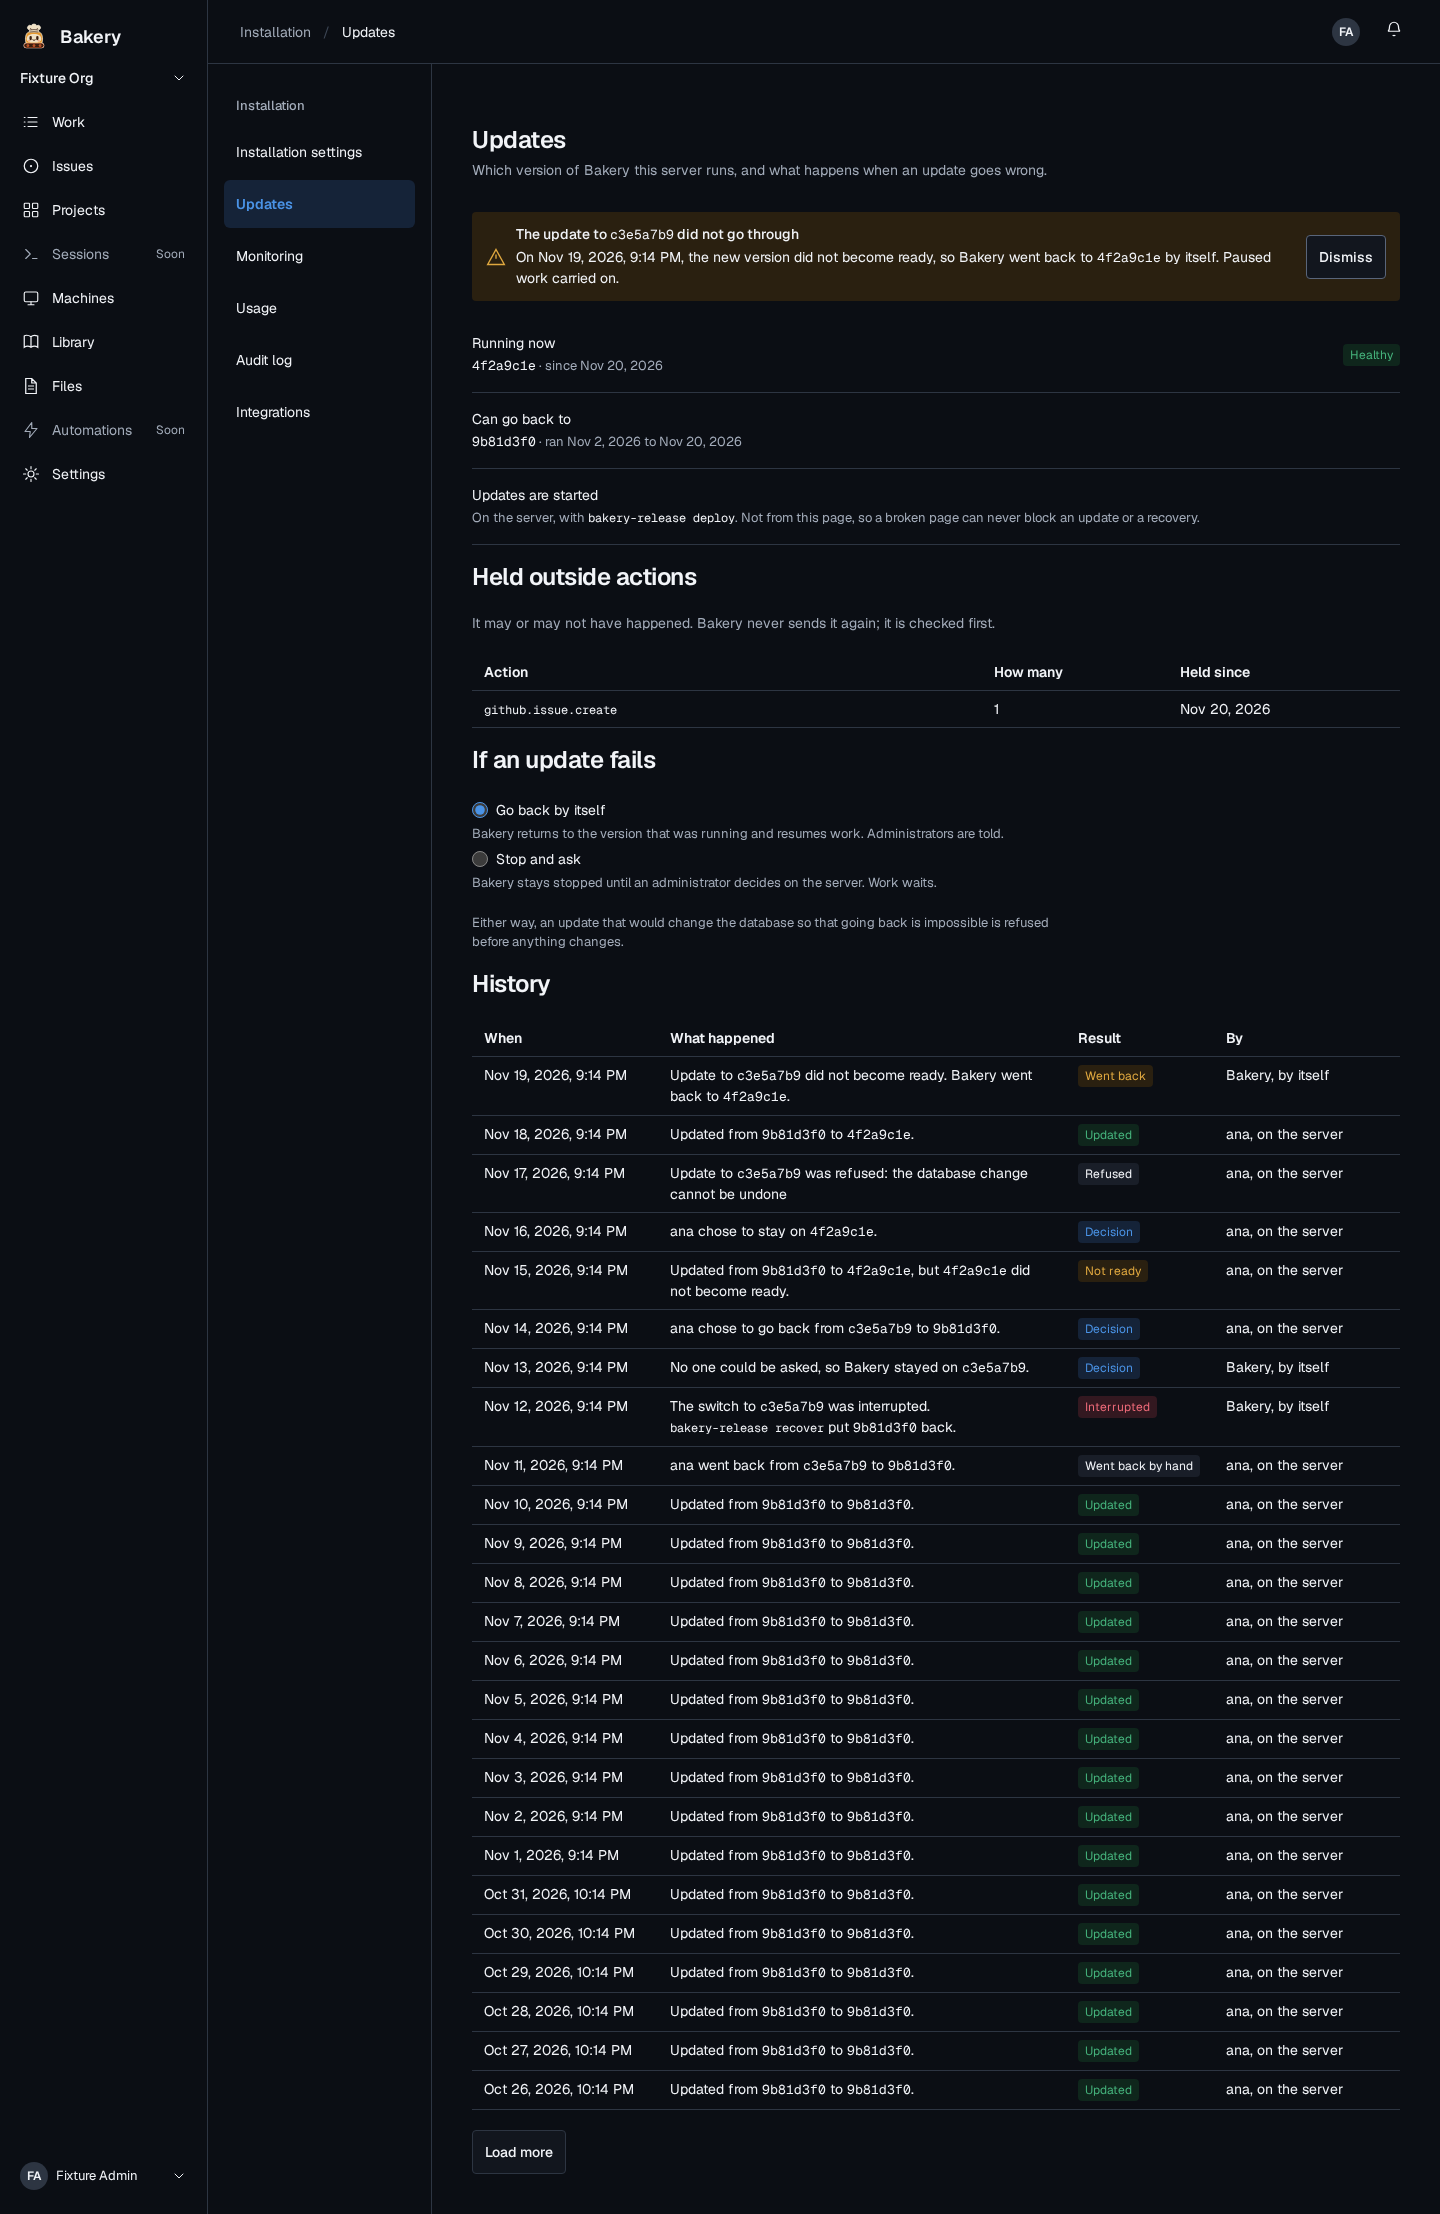 Bakery
Installation / Updates
FA
Fixture Org
Work
Issues
Projects
Sessions Soon
Machines
Library
Files
Automations Soon
Settings
Installation
Installation settings
Updates
Monitoring
Usage
Audit log
Integrations
Updates
Which version of Bakery this server runs, and what happens when an update goes wrong.
The update to c3e5a7b9 did not go through
On Nov 19, 2026, 9:14 PM, the new version did not become ready, so Bakery went back to 4f2a9c1e by itself. Paused
work carried on.
Dismiss
Running now
4f2a9c1e · since Nov 20, 2026
Healthy
Can go back to
9b81d3f0 · ran Nov 2, 2026 to Nov 20, 2026
Updates are started
On the server, with bakery-release deploy. Not from this page, so a broken page can never block an update or a recovery.
Held outside actions
It may or may not have happened. Bakery never sends it again; it is checked first.
Action How many Held since
github.issue.create 1 Nov 20, 2026
If an update fails
Go back by itself
Bakery returns to the version that was running and resumes work. Administrators are told.
Stop and ask
Bakery stays stopped until an administrator decides on the server. Work waits.
Either way, an update that would change the database so that going back is impossible is refused
before anything changes.
History
When What happened Result By
Nov 19, 2026, 9:14 PM Update to c3e5a7b9 did not become ready. Bakery went Went back Bakery, by itself
back to 4f2a9c1e.
Nov 18, 2026, 9:14 PM Updated from 9b81d3f0 to 4f2a9c1e. Updated ana, on the server
Nov 17, 2026, 9:14 PM Update to c3e5a7b9 was refused: the database change Refused ana, on the server
cannot be undone
Nov 16, 2026, 9:14 PM ana chose to stay on 4f2a9c1e. Decision ana, on the server
Nov 15, 2026, 9:14 PM Updated from 9b81d3f0 to 4f2a9c1e, but 4f2a9c1e did Not ready ana, on the server
not become ready.
Nov 14, 2026, 9:14 PM ana chose to go back from c3e5a7b9 to 9b81d3f0. Decision ana, on the server
Nov 13, 2026, 9:14 PM No one could be asked, so Bakery stayed on c3e5a7b9. Decision Bakery, by itself
Nov 12, 2026, 9:14 PM The switch to c3e5a7b9 was interrupted. Interrupted Bakery, by itself
bakery-release recover put 9b81d3f0 back.
Nov 11, 2026, 9:14 PM ana went back from c3e5a7b9 to 9b81d3f0. Went back by hand ana, on the server
Nov 10, 2026, 9:14 PM Updated from 9b81d3f0 to 9b81d3f0. Updated ana, on the server
Nov 9, 2026, 9:14 PM Updated from 9b81d3f0 to 9b81d3f0. Updated ana, on the server
Nov 8, 2026, 9:14 PM Updated from 9b81d3f0 to 9b81d3f0. Updated ana, on the server
Nov 7, 2026, 9:14 PM Updated from 9b81d3f0 to 9b81d3f0. Updated ana, on the server
Nov 6, 2026, 9:14 PM Updated from 9b81d3f0 to 9b81d3f0. Updated ana, on the server
Nov 5, 2026, 9:14 PM Updated from 9b81d3f0 to 9b81d3f0. Updated ana, on the server
Nov 4, 2026, 9:14 PM Updated from 9b81d3f0 to 9b81d3f0. Updated ana, on the server
Nov 3, 2026, 9:14 PM Updated from 9b81d3f0 to 9b81d3f0. Updated ana, on the server
Nov 2, 2026, 9:14 PM Updated from 9b81d3f0 to 9b81d3f0. Updated ana, on the server
Nov 1, 2026, 9:14 PM Updated from 9b81d3f0 to 9b81d3f0. Updated ana, on the server
Oct 31, 2026, 10:14 PM Updated from 9b81d3f0 to 9b81d3f0. Updated ana, on the server
Oct 30, 2026, 10:14 PM Updated from 9b81d3f0 to 9b81d3f0. Updated ana, on the server
Oct 29, 2026, 10:14 PM Updated from 9b81d3f0 to 9b81d3f0. Updated ana, on the server
Oct 28, 2026, 10:14 PM Updated from 9b81d3f0 to 9b81d3f0. Updated ana, on the server
Oct 27, 2026, 10:14 PM Updated from 9b81d3f0 to 9b81d3f0. Updated ana, on the server
Oct 26, 2026, 10:14 PM Updated from 9b81d3f0 to 9b81d3f0. Updated ana, on the server
Load more
FA Fixture Admin